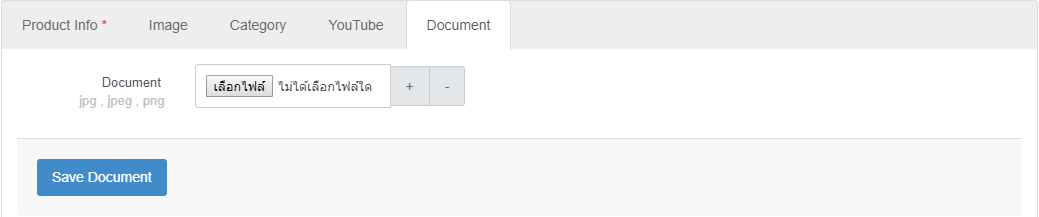 Product Info * Image Category YouTube Document
Document เลือกไฟล์ ไม่ได้เลือกไฟล์ใด + -
jpg , jpeg , png
Save Document